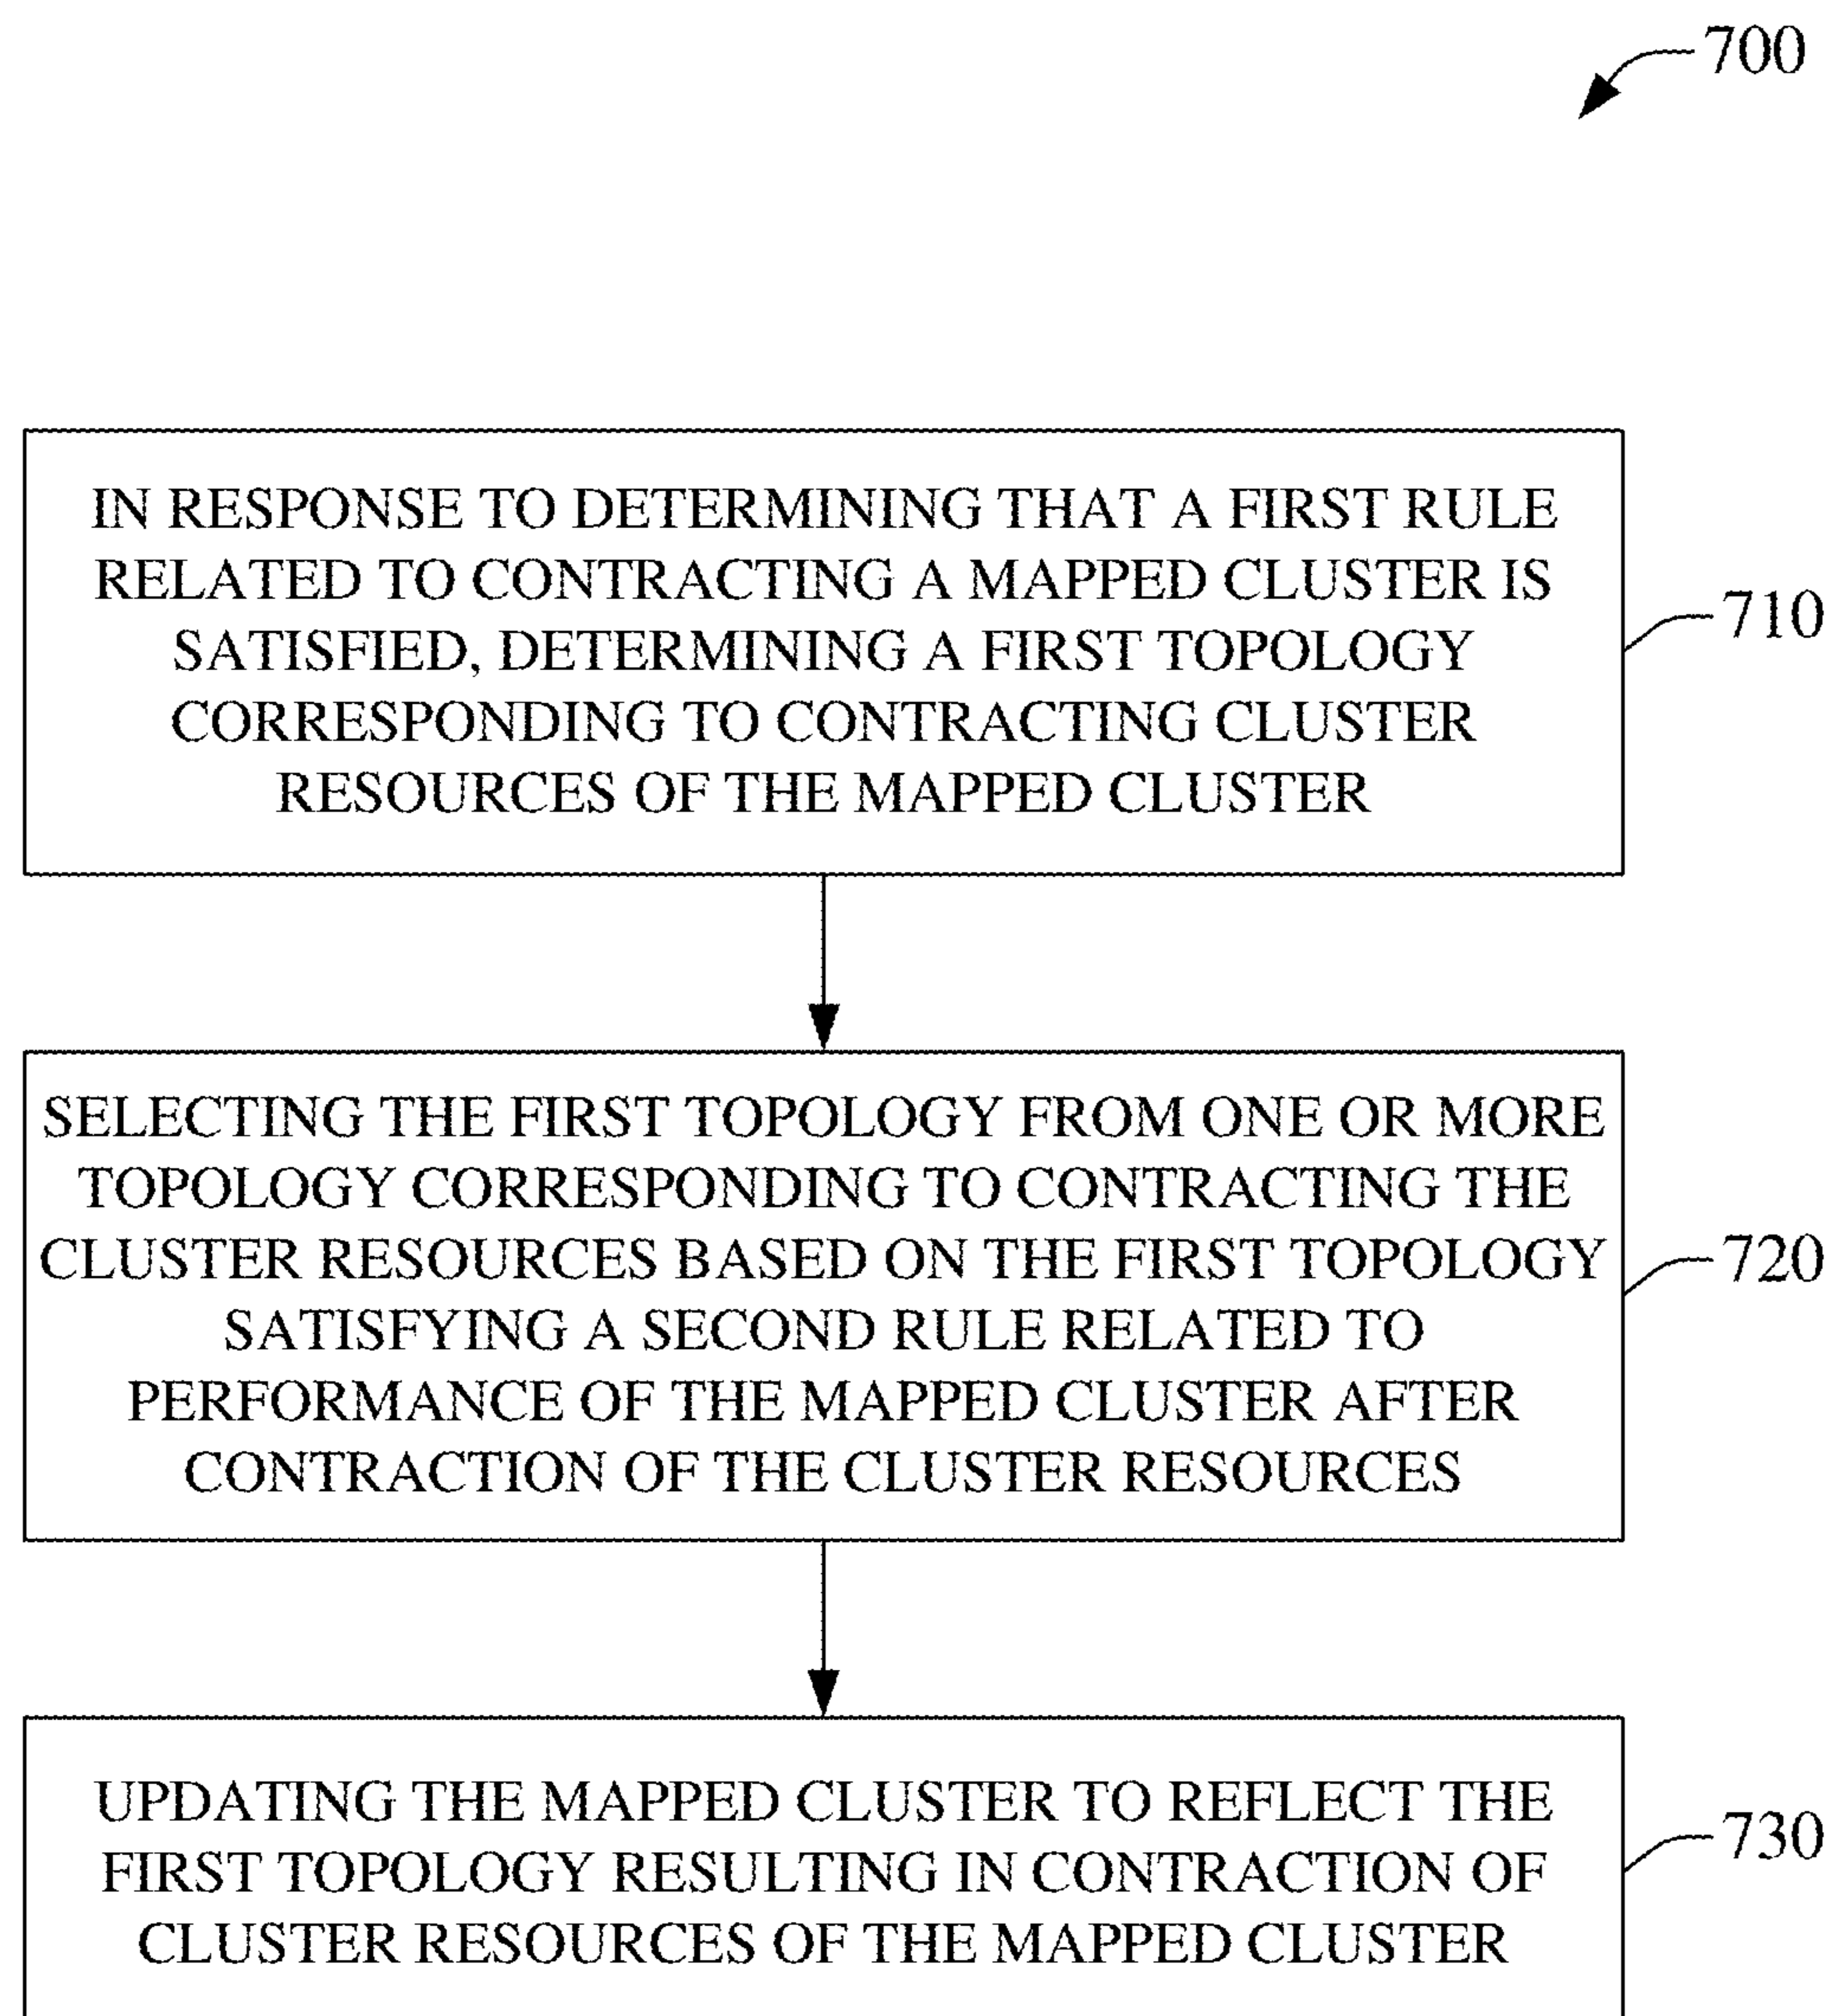 700
IN RESPONSE TO DETERMINING THAT A FIRST RULE
RELATED TO CONTRACTING A MAPPED CLUSTER IS
SATISFIED, DETERMINING A FIRST TOPOLOGY
CORRESPONDING TO CONTRACTING CLUSTER
RESOURCES OF THE MAPPED CLUSTER
710
SELECTING THE FIRST TOPOLOGY FROM ONE OR MORE
TOPOLOGY CORRESPONDING TO CONTRACTING THE
CLUSTER RESOURCES BASED ON THE FIRST TOPOLOGY
SATISFYING A SECOND RULE RELATED TO
PERFORMANCE OF THE MAPPED CLUSTER AFTER
CONTRACTION OF THE CLUSTER RESOURCES
720
UPDATING THE MAPPED CLUSTER TO REFLECT THE
FIRST TOPOLOGY RESULTING IN CONTRACTION OF
CLUSTER RESOURCES OF THE MAPPED CLUSTER
730